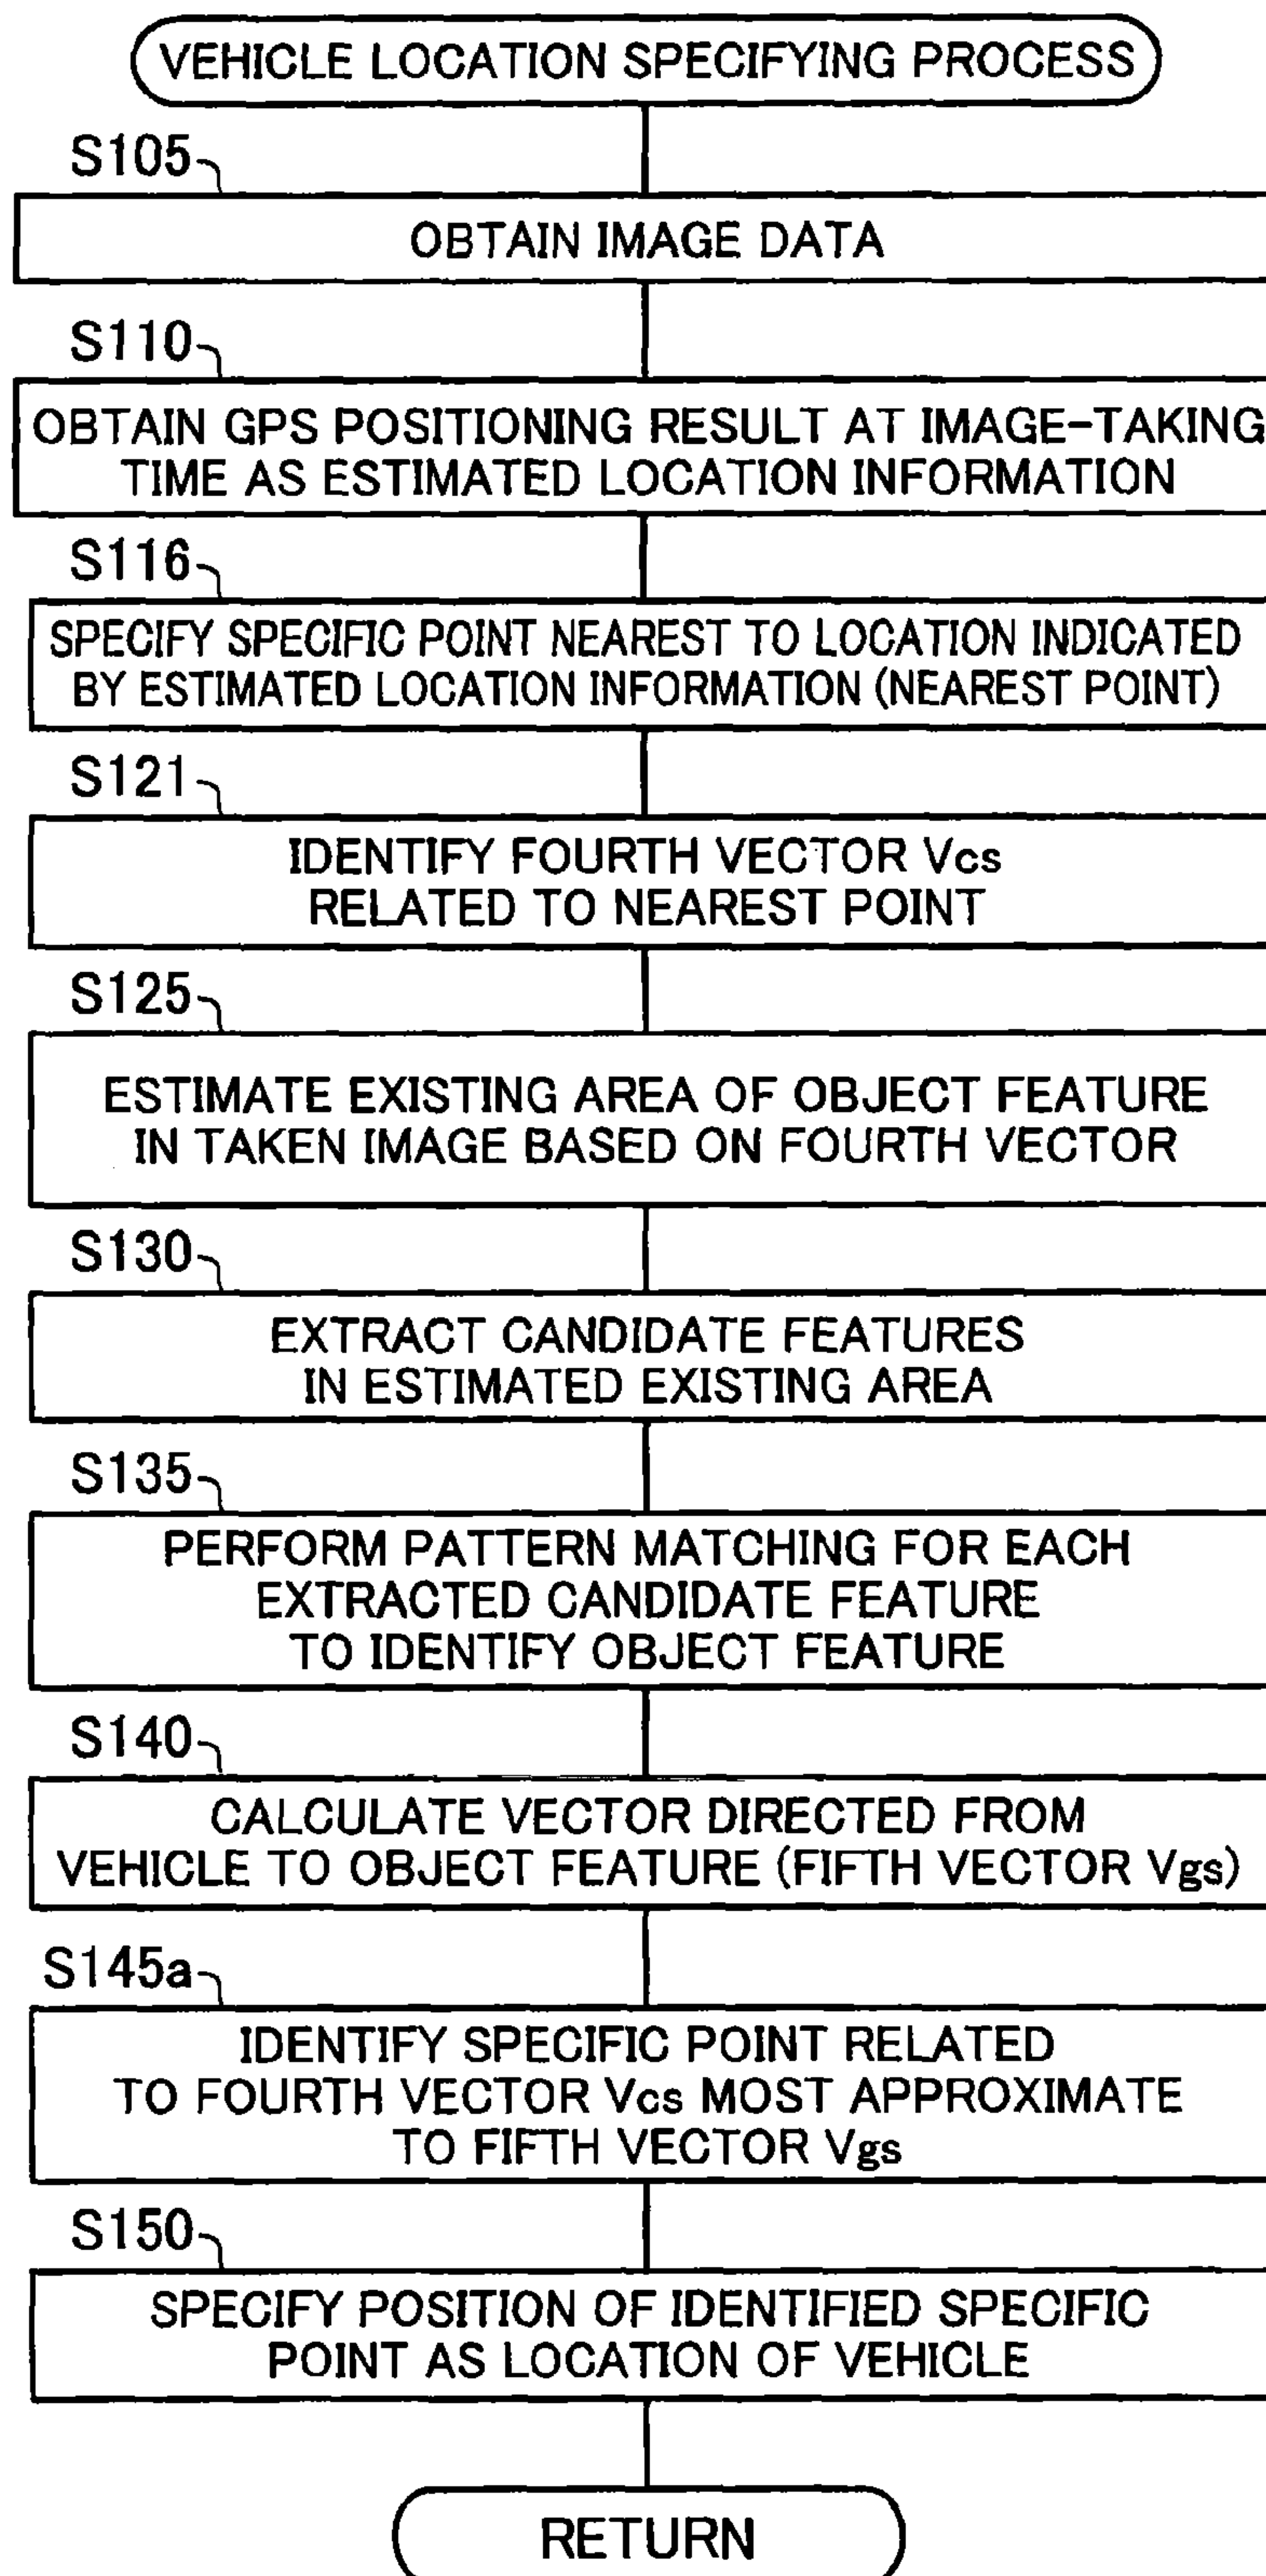 VEHICLE LOCATION SPECIFYING PROCESS
S105
OBTAIN IMAGE DATA
S110
OBTAIN GPS POSITIONING RESULT AT IMAGE-TAKING
TIME AS ESTIMATED LOCATION INFORMATION
S116
SPECIFY SPECIFIC POINT NEAREST TO LOCATION INDICATED
BY ESTIMATED LOCATION INFORMATION (NEAREST POINT)
S121
IDENTIFY FOURTH VECTOR Vcs
RELATED TO NEAREST POINT
S125
ESTIMATE EXISTING AREA OF OBJECT FEATURE
IN TAKEN IMAGE BASED ON FOURTH VECTOR
S130
EXTRACT CANDIDATE FEATURES
IN ESTIMATED EXISTING AREA
S135
PERFORM PATTERN MATCHING FOR EACH
EXTRACTED CANDIDATE FEATURE
TO IDENTIFY OBJECT FEATURE
S140
CALCULATE VECTOR DIRECTED FROM
VEHICLE TO OBJECT FEATURE (FIFTH VECTOR Vgs)
S145a
IDENTIFY SPECIFIC POINT RELATED
TO FOURTH VECTOR Vcs MOST APPROXIMATE
TO FIFTH VECTOR Vgs
S150
SPECIFY POSITION OF IDENTIFIED SPECIFIC
POINT AS LOCATION OF VEHICLE
RETURN